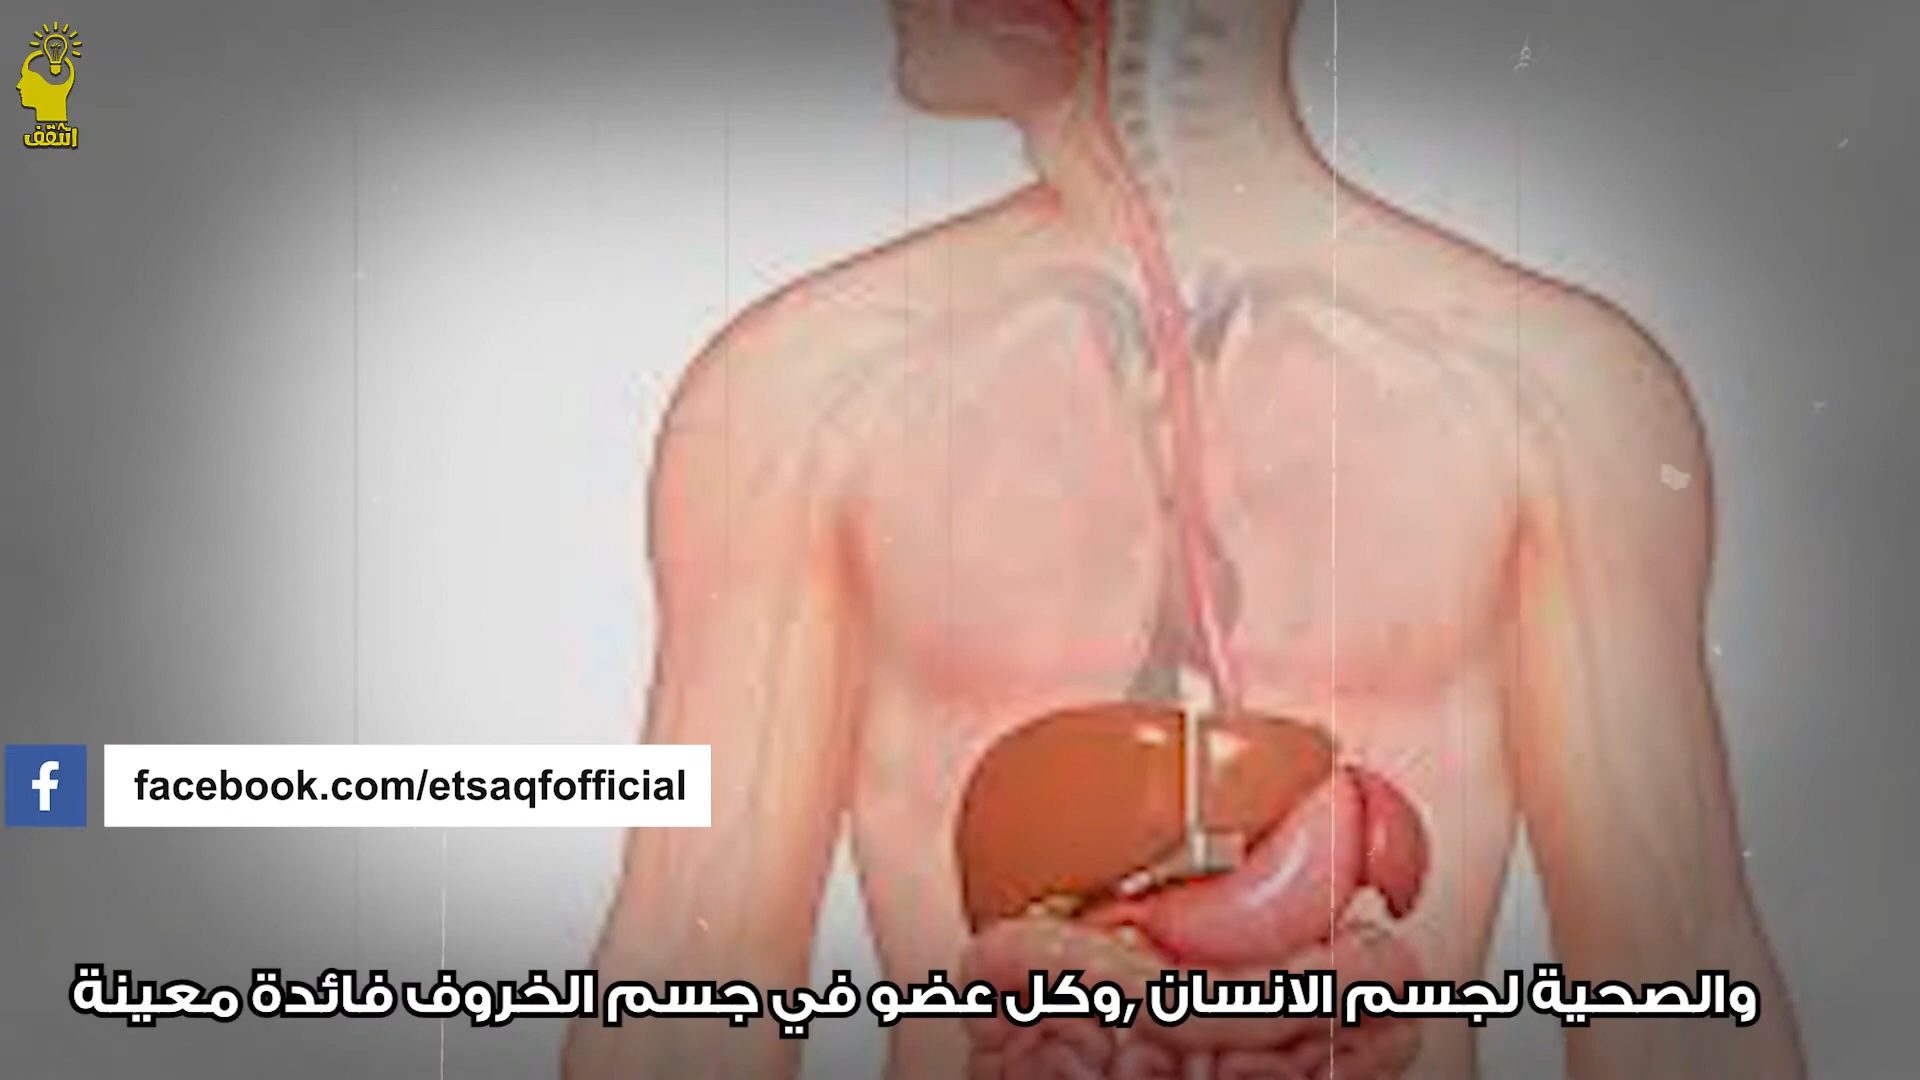 اتثقف
facebook.com/etsaqfofficial
والصحية لجسم الانسان ,وكل عضو في جسم الخروف فائدة معينة